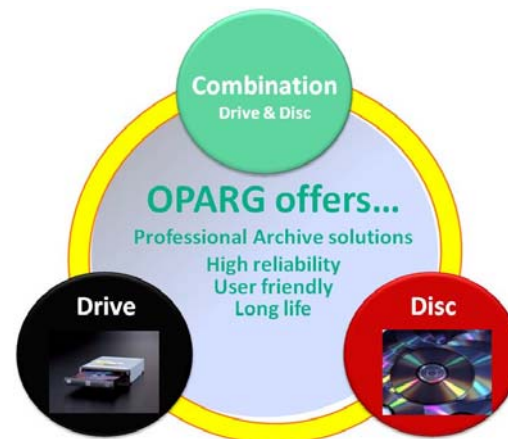 Combination
Drive & Disc
OPARG offers...
Professional Archive solutions
High reliability
User friendly
Long life
Drive
Disc